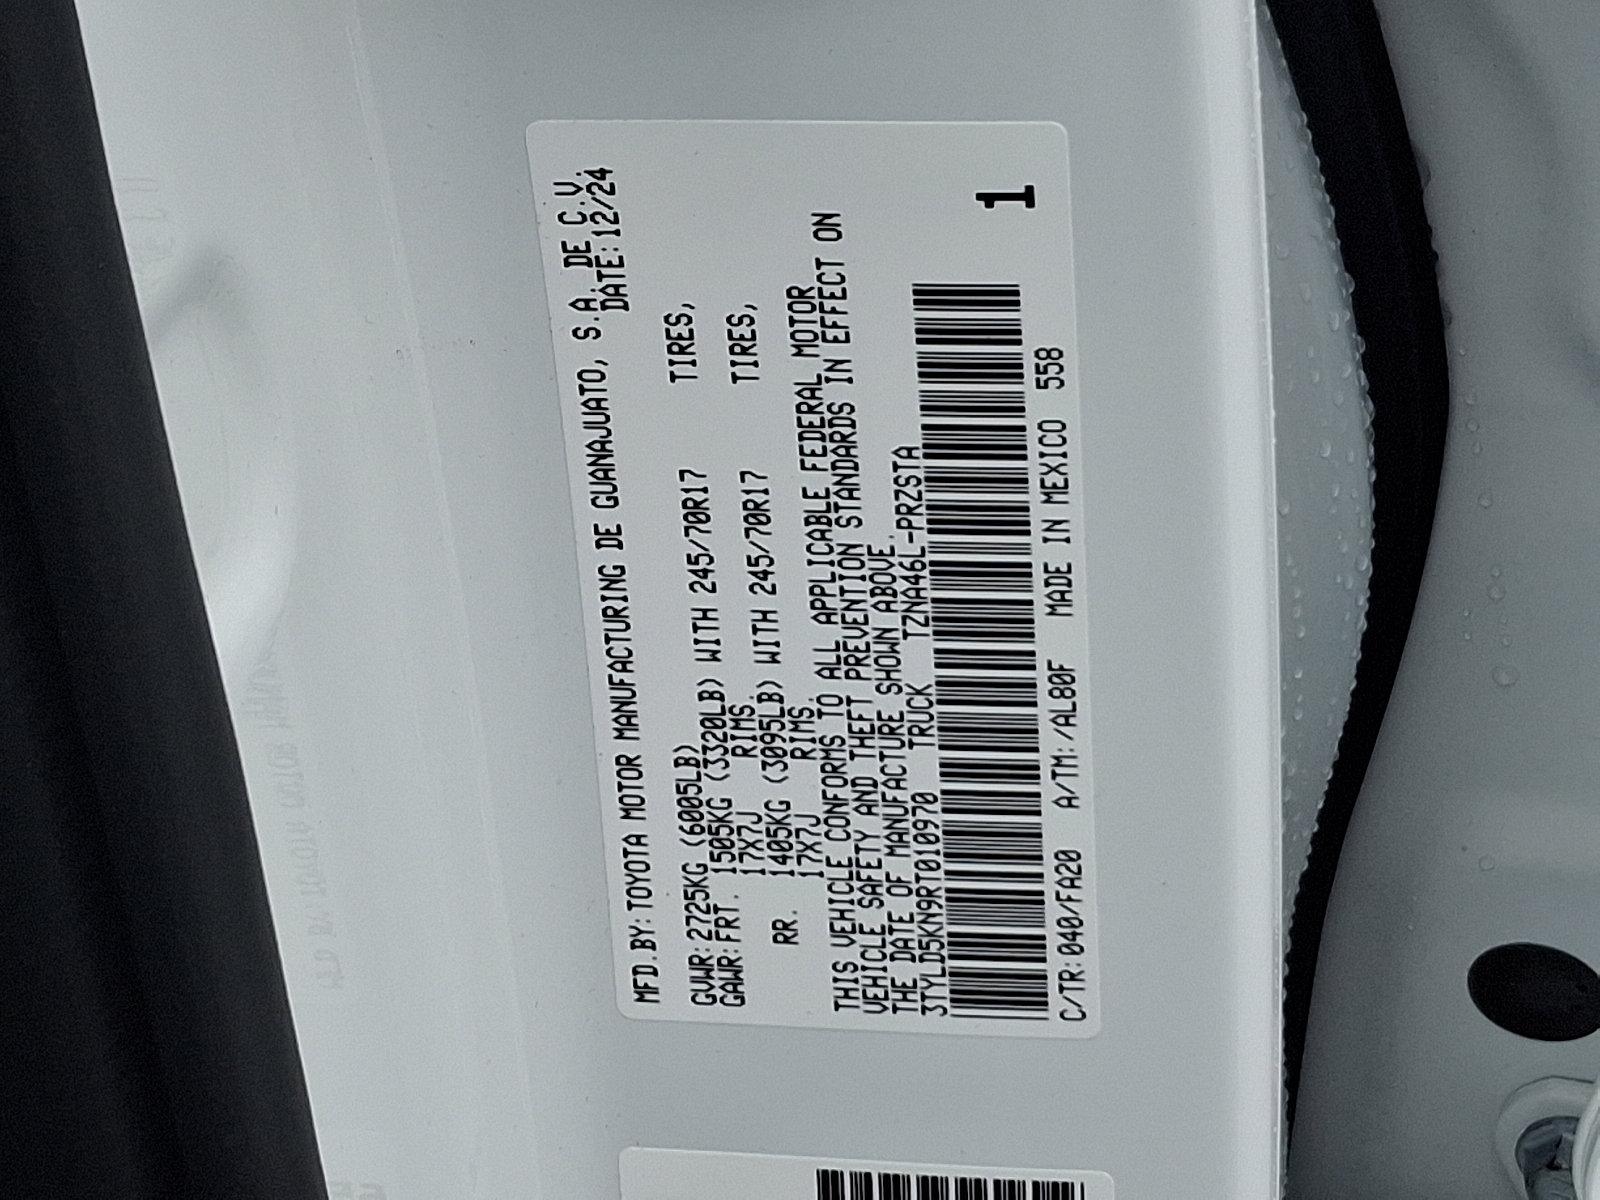 MFD.BY:TOYOTA MOTOR MANUFACTURING DE GUANAJUATO, S.A. DE C.V.
DATE:12/24
GVWR:2725KG (6005LB)
GAWR:FRT. 1505KG (3320LB) WITH 245/70R17 TIRES,
17X7J RIMS.
RR. 1405KG (3095LB) WITH 245/70R17 TIRES,
17X7J RIMS.
THIS VEHICLE CONFORMS TO ALL APPLICABLE FEDERAL MOTOR
VEHICLE SAFETY AND THEFT PREVENTION STANDARDS IN EFFECT ON
THE DATE OF MANUFACTURE SHOWN ABOVE.
3TYLD5KN9RT010970 TRUCK TZNA46L-PRZSTA
1
C/TR:040/FA20 A/TM:/AL80F MADE IN MEXICO 558